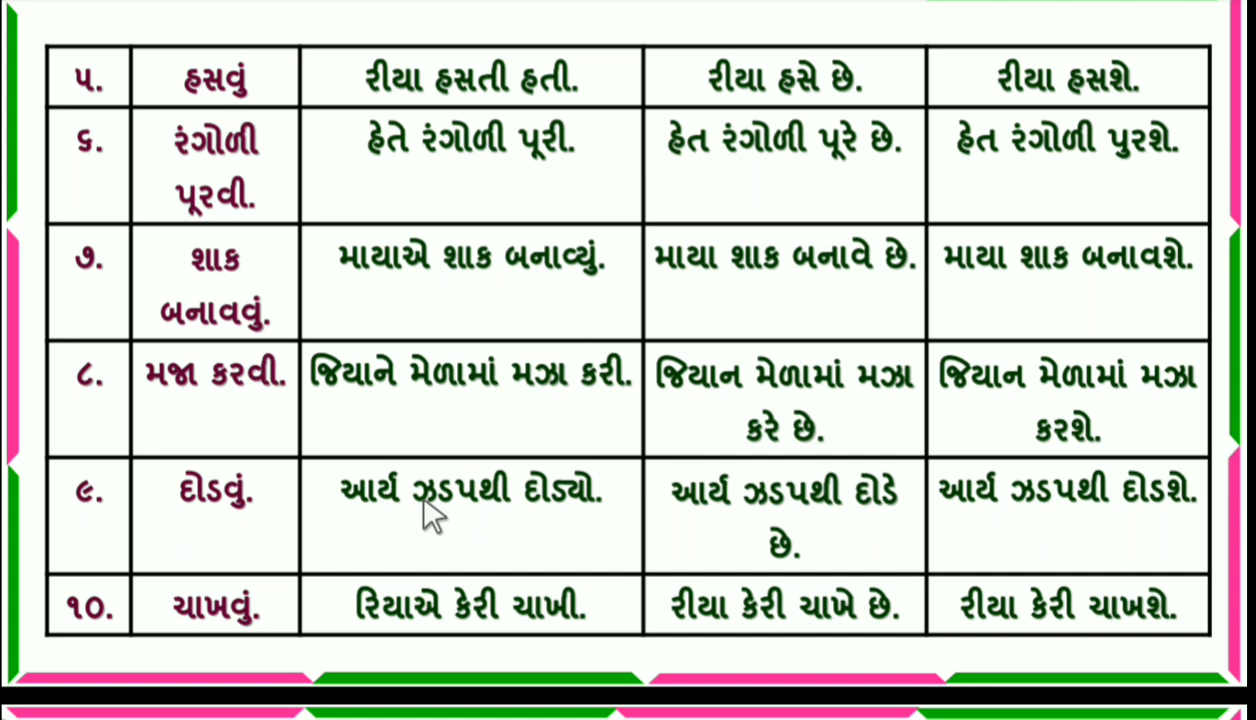 ૫. હસવું રીયા હસતી હતી. રીયા હસે છે. રીયા હસશે.
૬. રંગોળી હેતે રંગોળી પૂરી. હેત રંગોળી પૂરે છે. હેત રંગોળી પુરશે.
પૂરવી.
૭. શાક માયાએ શાક બનાવ્યું. માયા શાક બનાવે છે. માયા શાક બનાવશે.
બનાવવું.
૮. મજા કરવી. જિયાને મેળામાં મઝા કરી. જિયાન મેળામાં મઝા જિયાન મેળામાં મઝા
કરે છે. કરશે.
૯. દોડવું. આર્ય ઝડપથી દોડ્યો. આર્ય ઝડપથી દોડે આર્ય ઝડપથી દોડશે.
છે.
૧૦. ચાખવું. રિયાએ કેરી ચાખી. રીયા કેરી ચાખે છે. રીયા કેરી ચાખશે.